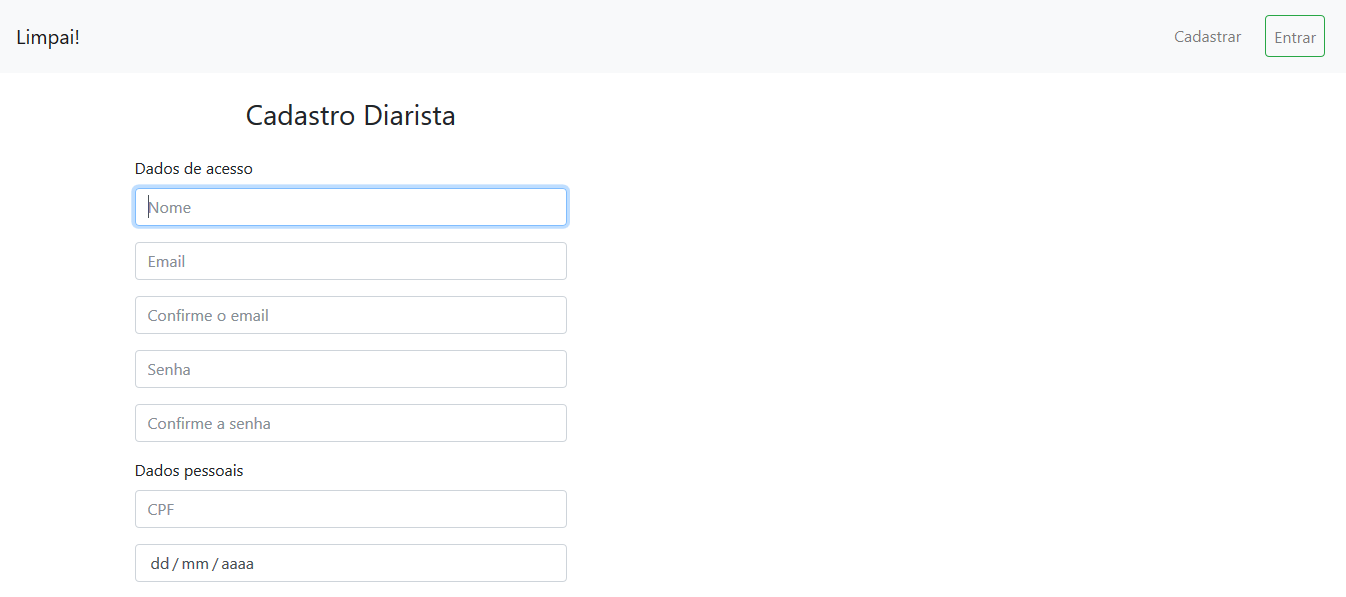 Limpai!
Cadastrar
Entrar
Cadastro Diarista
Dados de acesso
Nome
Email
Confirme o email
Senha
Confirme a senha
Dados pessoais
CPF
dd/mm/aaaa